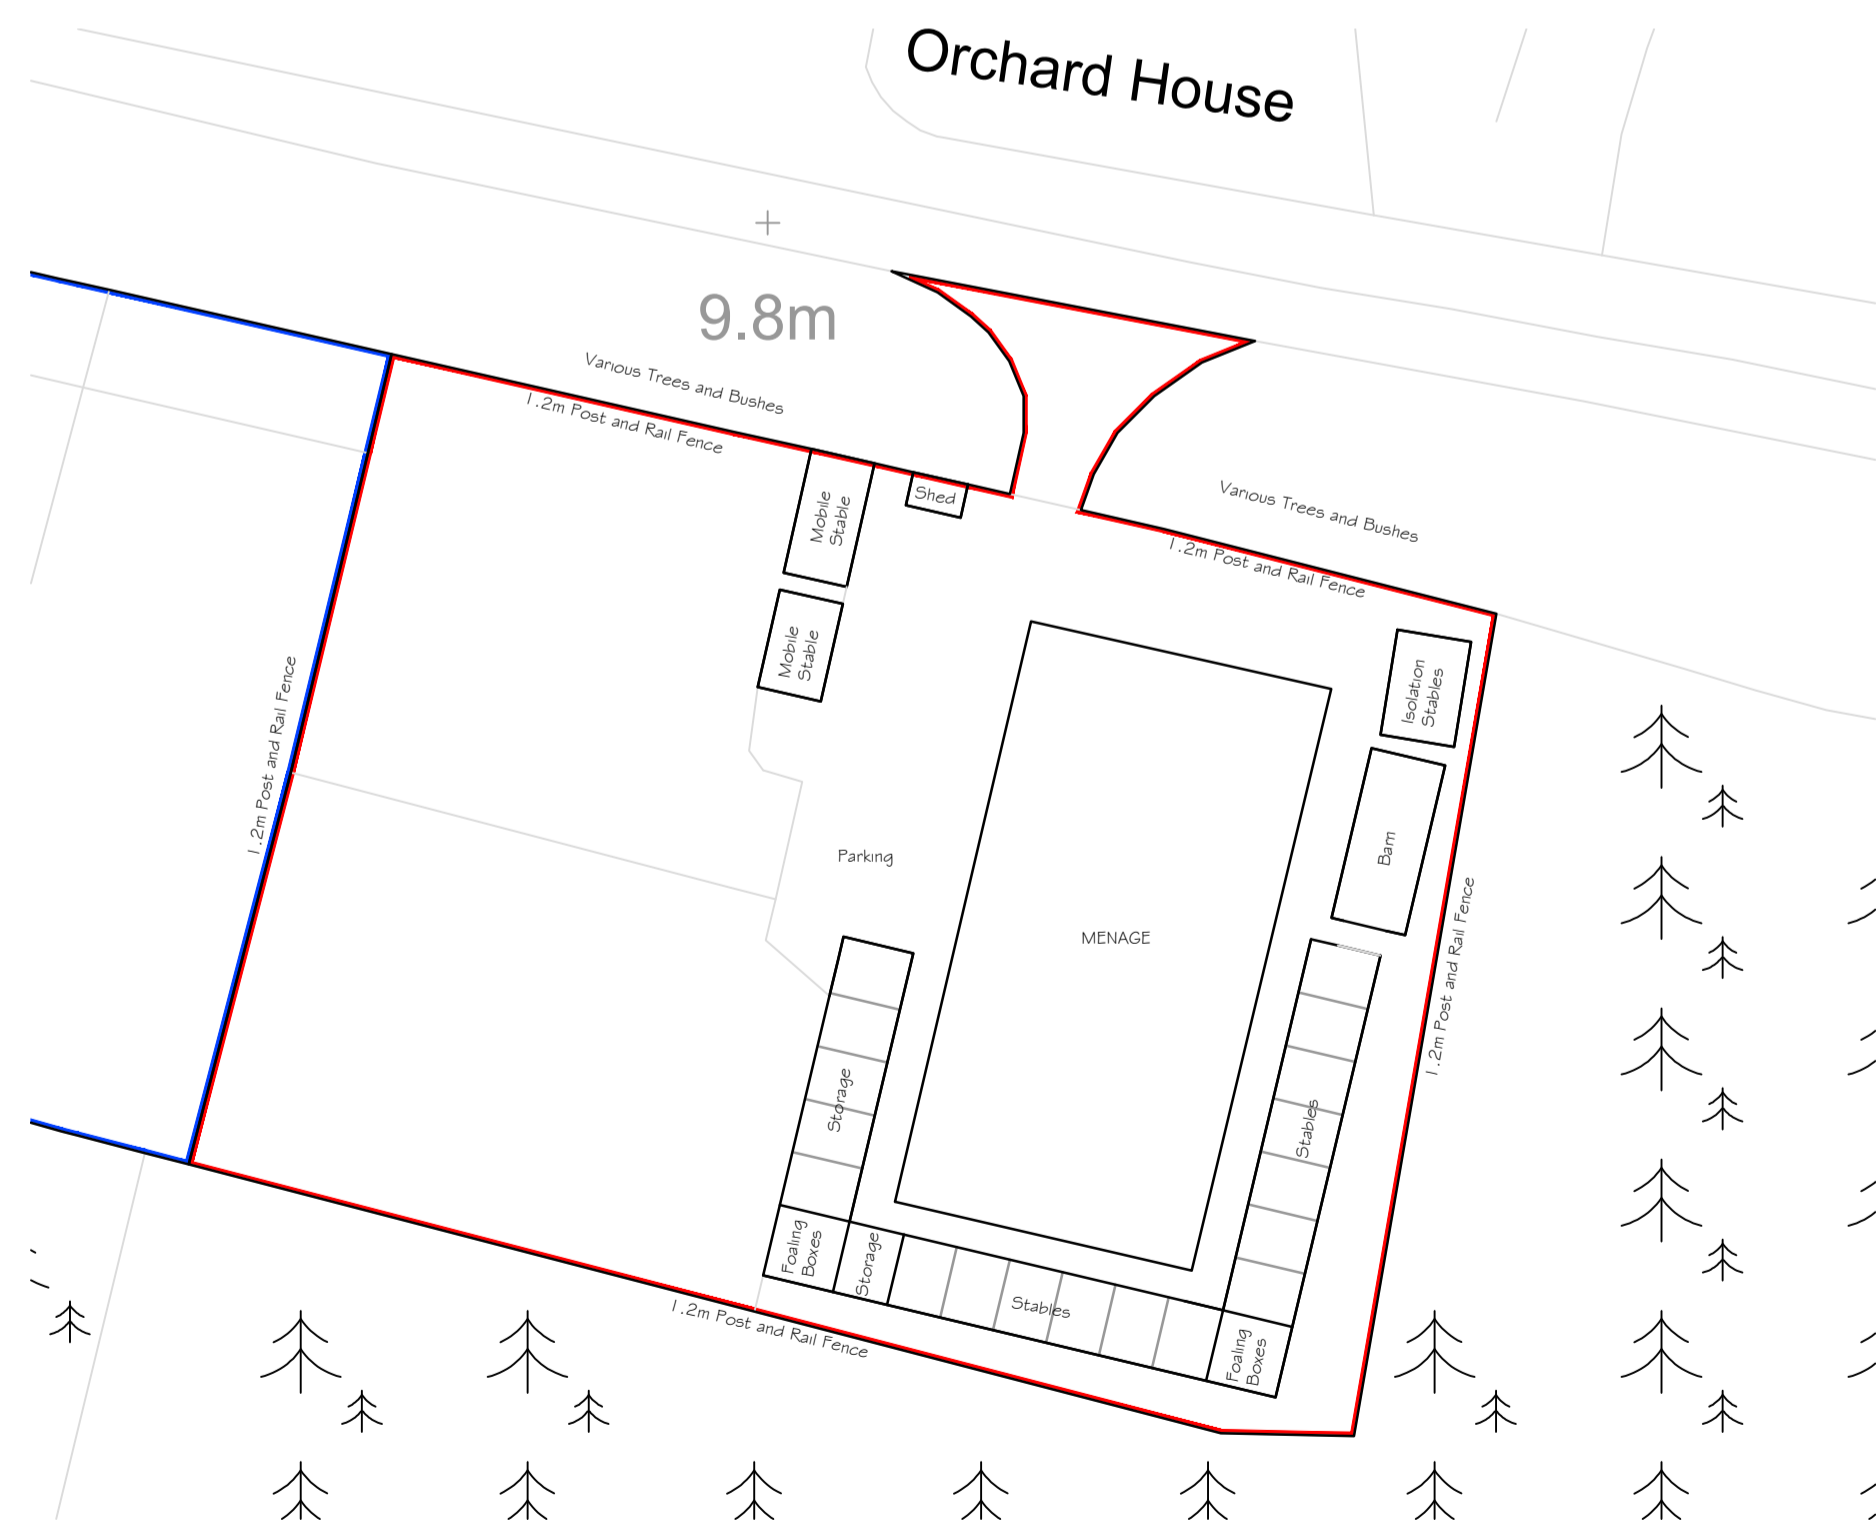 Orchard House
9.8m
Various Trees and Bushes
1.2m Post and Rail Fence
Mobile
Stable
Shed
Various Trees and Bushes
1.2m Post and Rail Fence
Mobile
Stable
Isolation
Stables
1.2m Post and Rail Fence
Barn
Parking
MENAGE
1.2m Post and Rail Fence
Storage
Stables
Foaling
Boxes
Storage
Stables
Foaling
Boxes
1.2m Post and Rail Fence